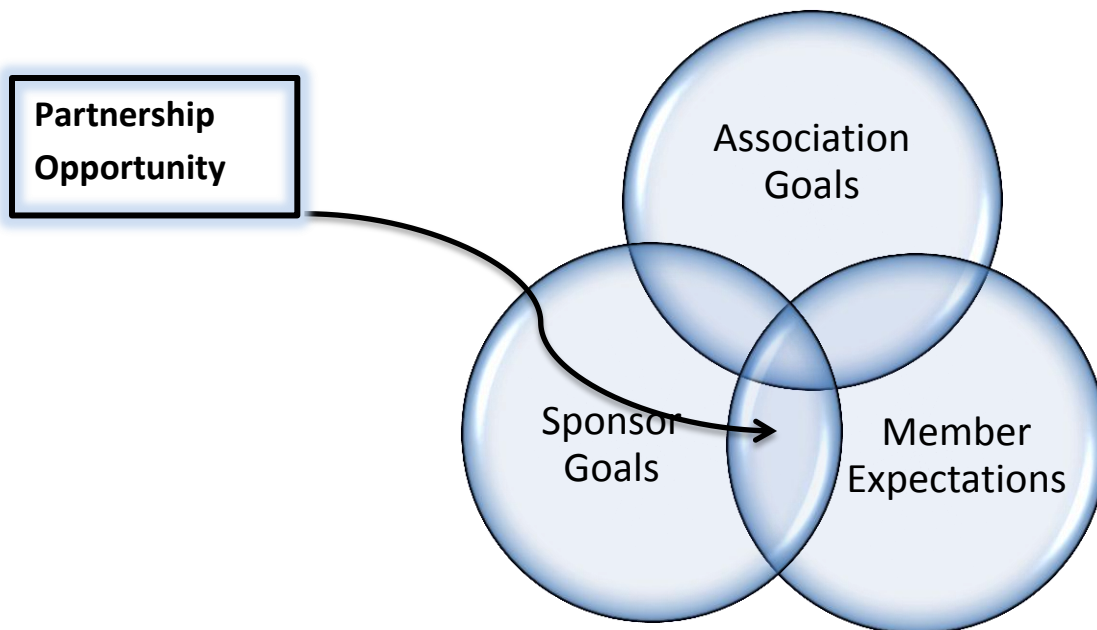 Partnership
Opportunity
Association
Goals
Sponsor
Goals
Member
Expectations